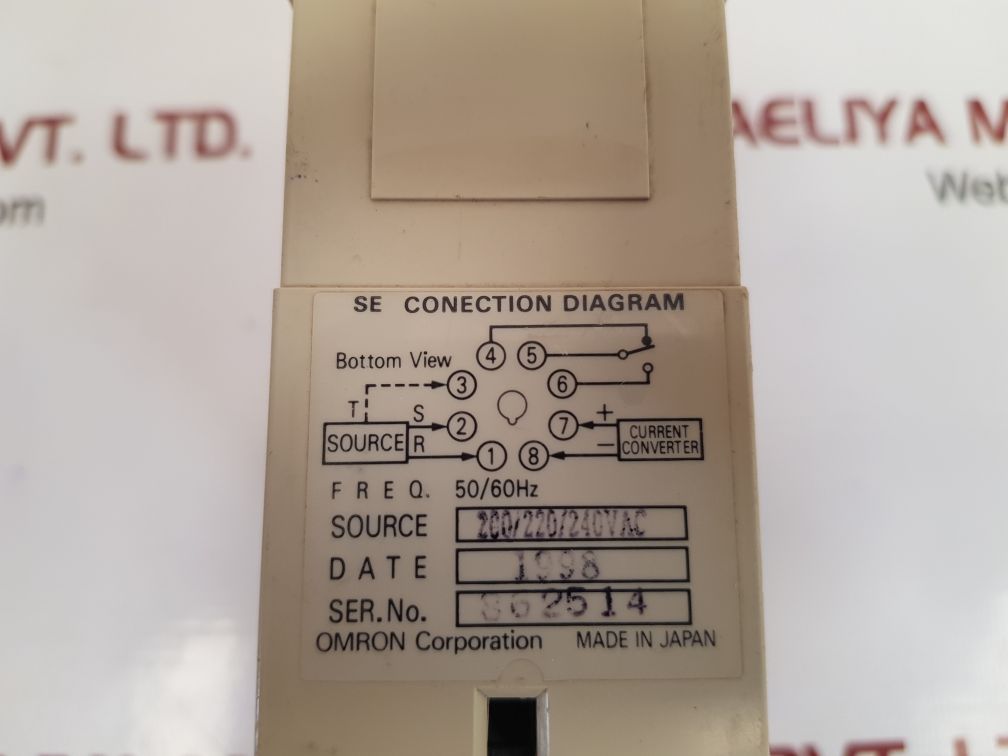 VT. LTD.
AELIYA M
om
Web
SE CONECTION DIAGRAM
Bottom View
4 5
3 6
T S
2 7 +
SOURCE R
1 8 −
CURRENT
CONVERTER
FREQ. 50/60Hz
SOURCE 200/220/240VAC
DATE 1998
SER.No. 862514
OMRON Corporation MADE IN JAPAN